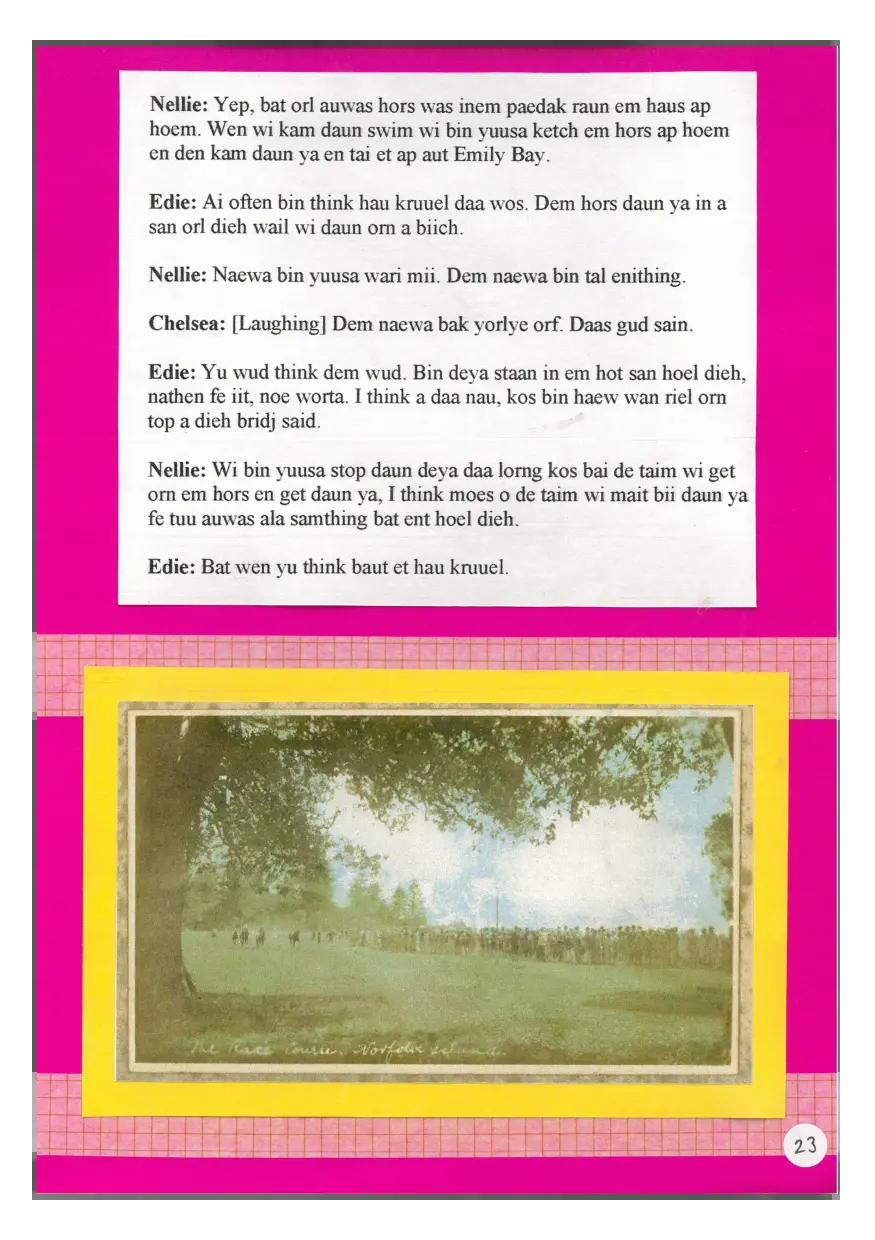 Nellie: Yep, bat orl auwas hors was inem paedak raun em haus ap
hoem. Wen wi kam daun swim wi bin yuusa ketch em hors ap hoem
en den kam daun ya en tai et ap aut Emily Bay.
Edie: Ai often bin think hau kruuel daa wos. Dem hors daun ya in a
san orl dieh wail wi daun orn a biich.
Nellie: Naewa bin yuusa wari mii. Dem naewa bin tal enithing.
Chelsea: [Laughing] Dem naewa bak yorlye orf. Daas gud sain.
Edie: Yu wud think dem wud. Bin deya staan in em hot san hoel dieh,
nathen fe iit, noe worta. I think a daa nau, kos bin haew wan riel orn
top a dieh bridj said.
Nellie: Wi bin yuusa stop daun deya daa lorng kos bai de taim wi get
orn em hors en get daun ya, I think moes o de taim wi mait bii daun ya
fe tuu auwas ala samthing bat ent hoel dieh.
Edie: Bat wen yu think baut et hau kruuel.
The Race Course, Norfolk Island.
23